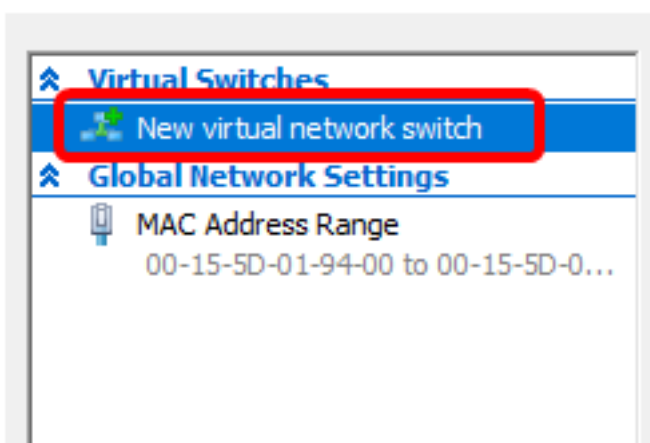 Virtual Switches
New virtual network switch
Global Network Settings
MAC Address Range
00-15-5D-01-94-00 to 00-15-5D-0...